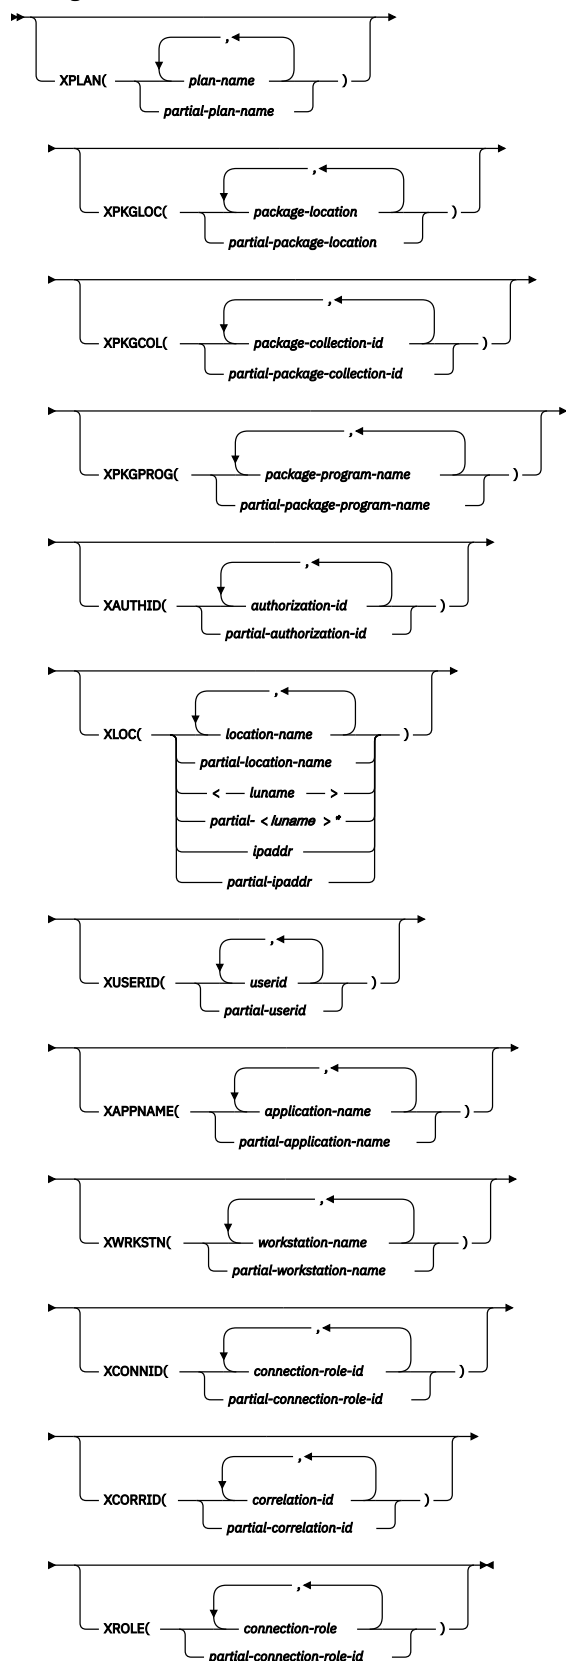 ,
XPLAN( plan-name )
partial-plan-name
,
XPKGLOC( package-location )
partial-package-location
,
XPKGCOL( package-collection-id )
partial-package-collection-id
,
XPKGPROG( package-program-name )
partial-package-program-name
,
XAUTHID( authorization-id )
partial-authorization-id
,
XLOC( location-name )
partial-location-name
< luname >
partial- < luname > *
ipaddr
partial-ipaddr
,
XUSERID( userid )
partial-userid
,
XAPPNAME( application-name )
partial-application-name
,
XWRKSTN( workstation-name )
partial-workstation-name
,
XCONNID( connection-role-id )
partial-connection-role-id
,
XCORRID( correlation-id )
partial-correlation-id
,
XROLE( connection-role )
partial-connection-role-id